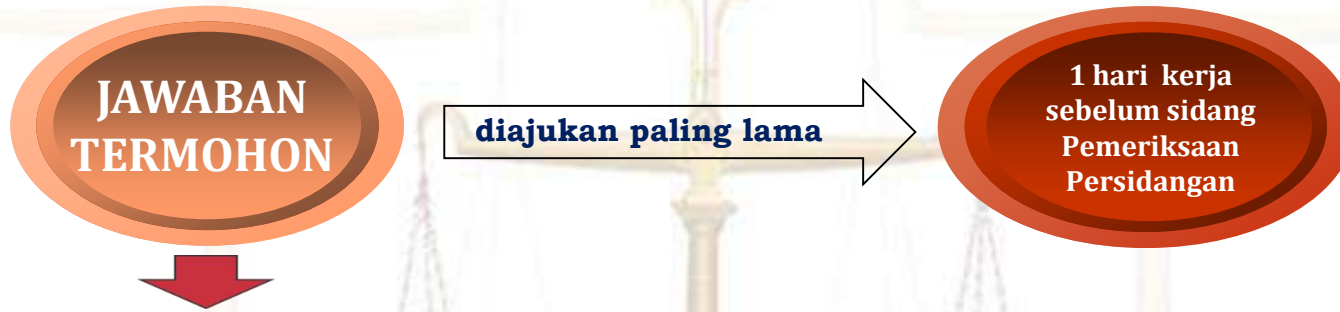 JAWABAN
TERMOHON
diajukan paling lama
1 hari kerja
sebelum sidang
Pemeriksaan
Persidangan